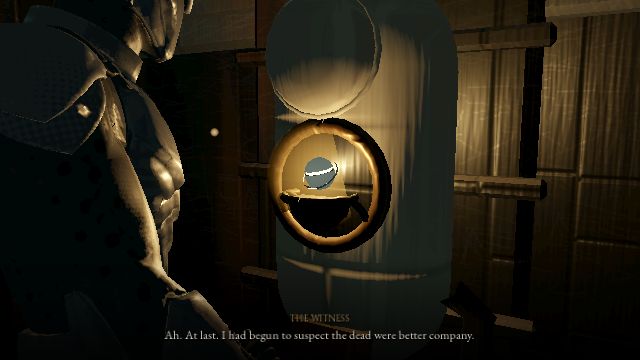 THE WITNESS
Ah. At last. I had begun to suspect the dead were better company.